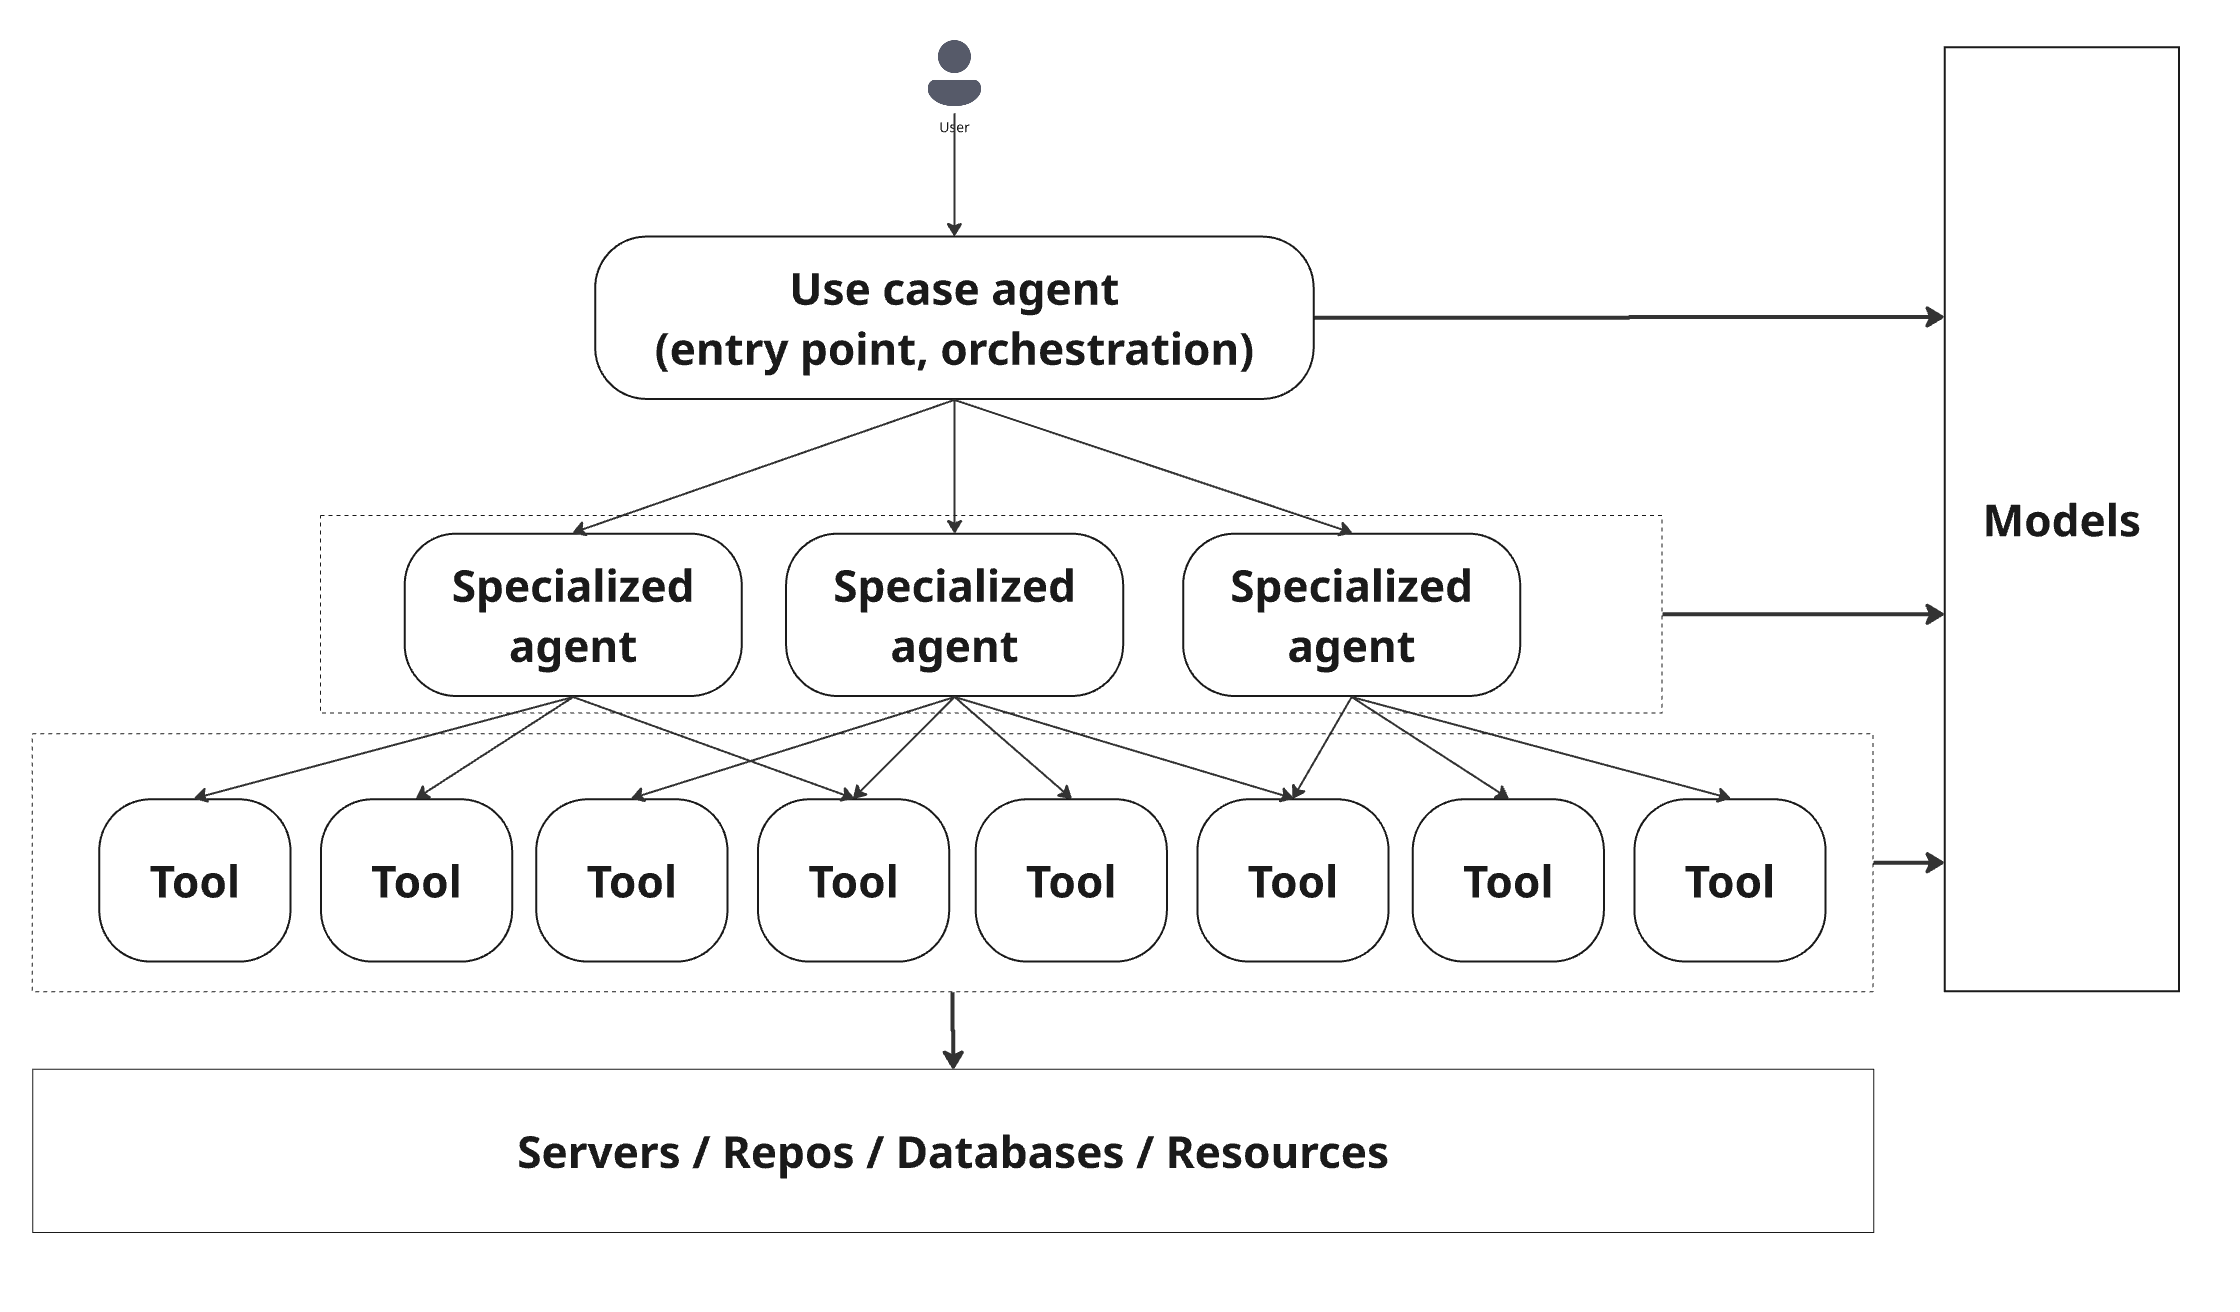 User
Use case agent
(entry point, orchestration)
Models
Specialized
agent
Specialized
agent
Specialized
agent
Tool
Tool
Tool
Tool
Tool
Tool
Tool
Tool
Servers / Repos / Databases / Resources